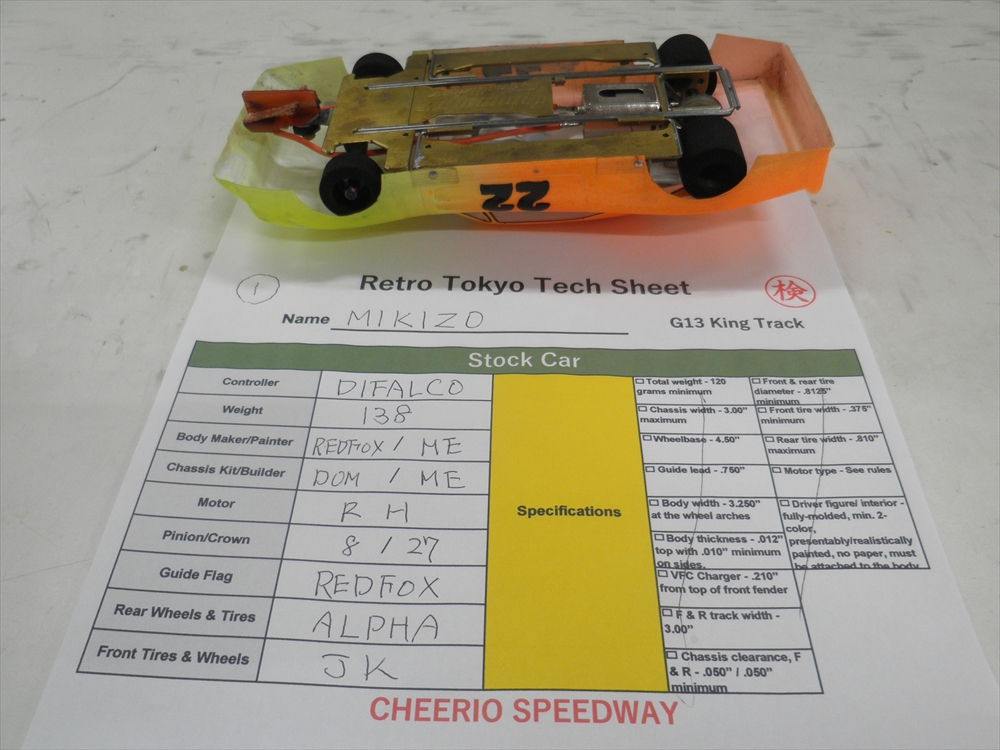 22
1
Retro Tokyo Tech Sheet
検
Name MIKIZO
G13 King Track
Stock Car
Controller DIFALCO
Weight 138
Body Maker/Painter REDFOX / ME
Chassis Kit/Builder DOM / ME
Motor R H
Pinion/Crown 8 / 27
Guide Flag REDFOX
Rear Wheels & Tires ALPHA
Front Tires & Wheels JK
Specifications
Total weight - 120
grams minimum
Chassis width - 3.00"
maximum
Wheelbase - 4.50"
Guide lead - .750"
Body width - 3.250"
at the wheel arches
Body thickness - .012"
top with .010" minimum
on sides.
VFC Charger - .210"
from top of front fender
F & R track width -
3.00"
Chassis clearance, F
& R - .050" / .050"
minimum
Front & rear tire
diameter - .8125"
minimum
Front tire width - .375"
minimum
Rear tire width - .810"
maximum
Motor type - See rules
Driver figure/ interior -
fully-molded, min. 2-
color,
presentably/realistically
painted, no paper, must
be attached to the body
CHEERIO SPEEDWAY